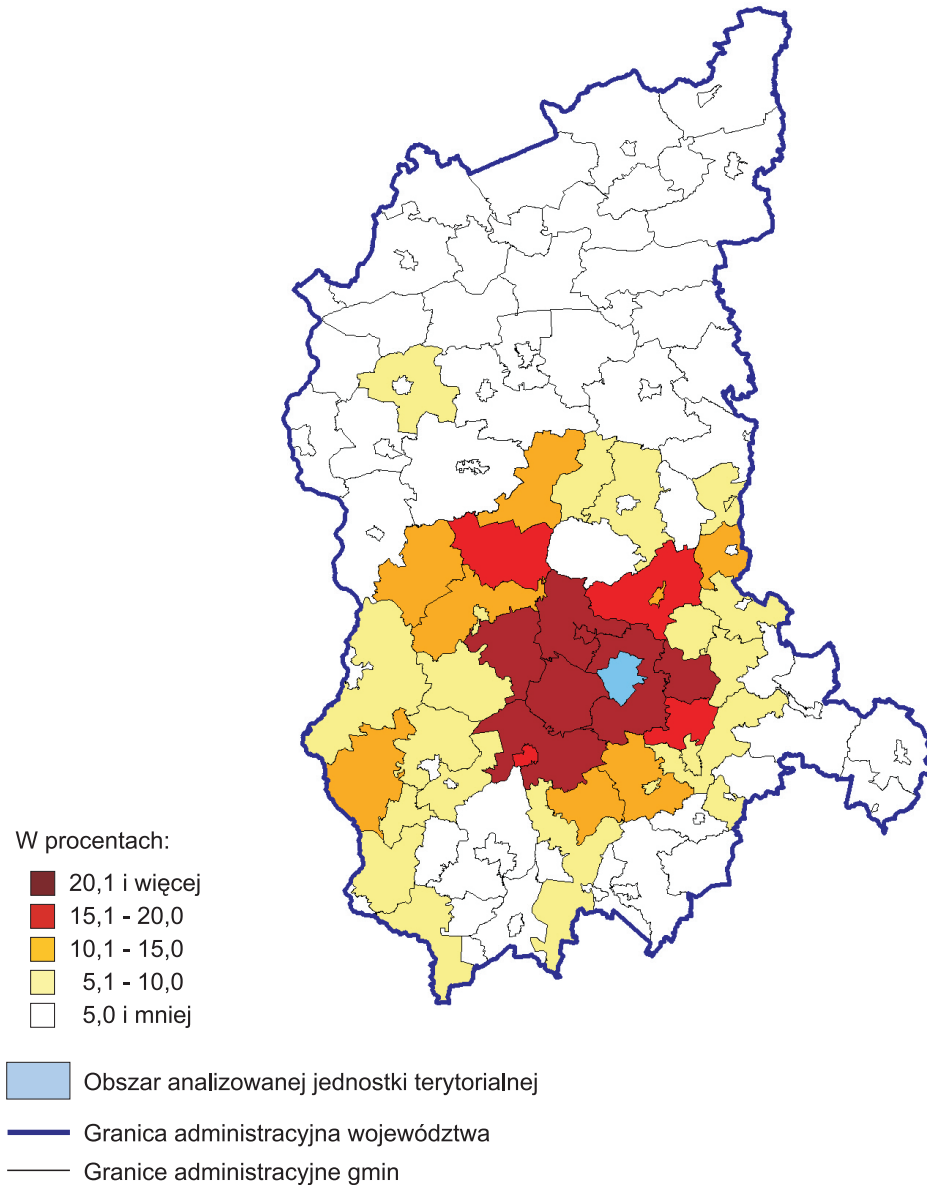 W procentach:
20,1 i więcej
15,1 - 20,0
10,1 - 15,0
5,1 - 10,0
5,0 i mniej
Obszar analizowanej jednostki terytorialnej
Granica administracyjna województwa
Granice administracyjne gmin